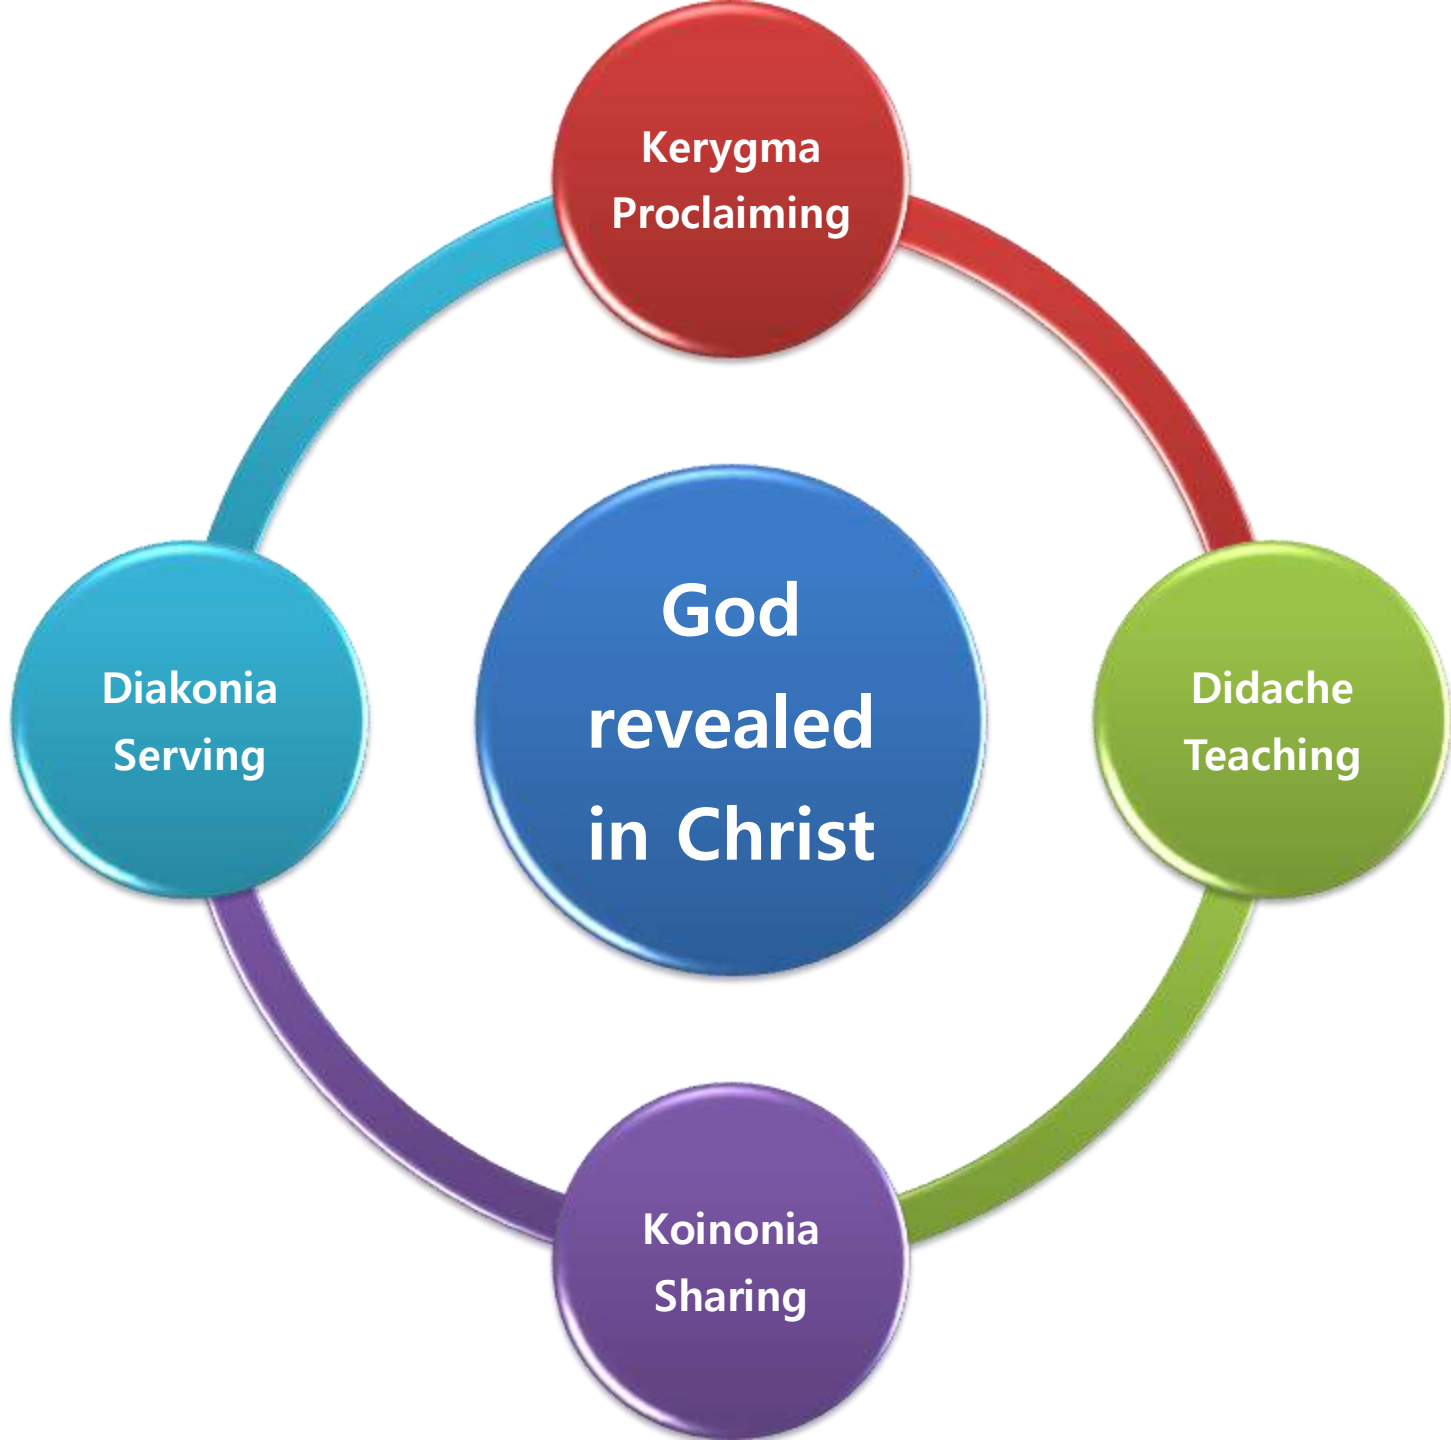 Kerygma
Proclaiming
Diakonia
Serving
God
revealed
in Christ
Didache
Teaching
Koinonia
Sharing